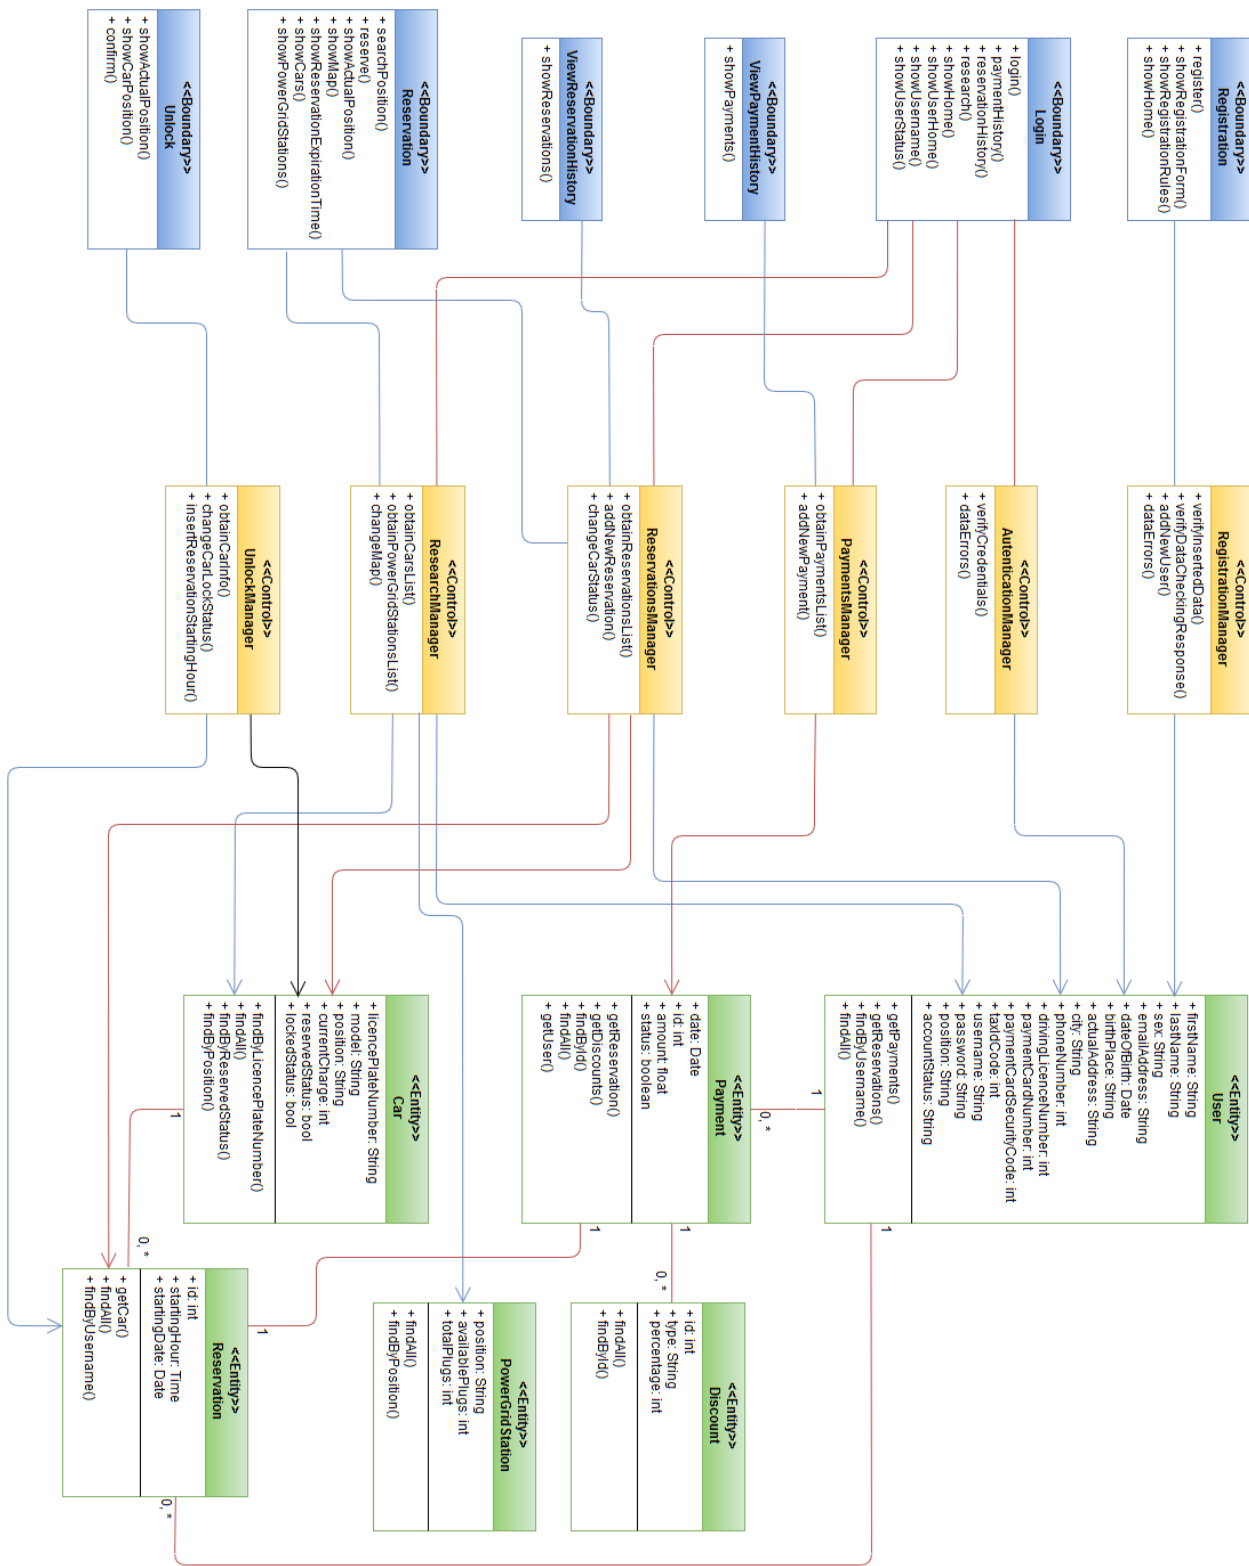 <<Boundary>>
Registration
+ register()
+ showRegistrationForm()
+ showRegistrationRules()
+ showHome()
<<Boundary>>
Login
+ login()
+ paymentHistory()
+ reservationHistory()
+ research()
+ showHome()
+ showUserHome()
+ showUsername()
+ showUserStatus()
<<Boundary>>
ViewPaymentHistory
+ showPayments()
<<Boundary>>
ViewReservationHistory
+ showReservations()
<<Boundary>>
Reservation
+ searchPosition()
+ reserve()
+ showActualPosition()
+ showMap()
+ showReservationExpirationTime()
+ showCars()
+ showPowerGridStations()
<<Boundary>>
Unlock
+ showActualPosition()
+ showCarPosition()
+ confirm()
<<Control>>
RegistrationManager
+ verifyInsertedData()
+ verifyDataCheckingResponse()
+ addNewUser()
+ dataErrors()
<<Control>>
AutenticationManager
+ verifyCredentials()
+ dataErrors()
<<Control>>
PaymentsManager
+ obtainPaymentsList()
+ addNewPayment()
<<Control>>
ReservationsManager
+ obtainReservationsList()
+ addNewReservation()
+ changeCarStatus()
<<Control>>
ResearchManager
+ obtainCarsList()
+ obtainPowerGridStationsList()
+ changeMap()
<<Control>>
UnlockManager
+ obtainCarInfo()
+ changeCarLockStatus()
+ insertReservationStartingHour()
<<Entity>>
User
+ firstName: String
+ lastName: String
+ sex: String
+ emailAddress: String
+ dateOfBirth: Date
+ birthPlace: String
+ actualAddress: String
+ city: String
+ phoneNumber: int
+ drivingLicenceNumber: int
+ paymentCardNumber: int
+ paymentCardSecurityCode: int
+ taxIdCode: int
+ username: String
+ password: String
+ position: String
+ accountStatus: String
+ getPayments()
+ getReservations()
+ findByUsername()
+ findAll()
1
0, *
1
<<Entity>>
Payment
+ date: Date
+ id: int
+ amount: float
+ status: boolean
+ getReservation()
+ getDiscounts()
+ findById()
+ findAll()
+ getUser()
1
1
<<Entity>>
Car
+ licencePlateNumber: String
+ model: String
+ position: String
+ currentCharge: int
+ reservedStatus: bool
+ lockedStatus: bool
+ findByLicencePlateNumber()
+ findAll()
+ findByReservedStatus()
+ findByPosition()
1
0, *
<<Entity>>
Discount
+ id: int
+ type: String
+ percentage: int
+ findAll()
+ findById()
<<Entity>>
PowerGridStation
+ position: String
+ availablePlugs: int
+ totalPlugs: int
+ findAll()
+ findByPosition()
1
0, *
<<Entity>>
Reservation
+ id: int
+ startingHour: Time
+ startingDate: Date
+ getCar()
+ findAll()
+ findByUsername()
0, *